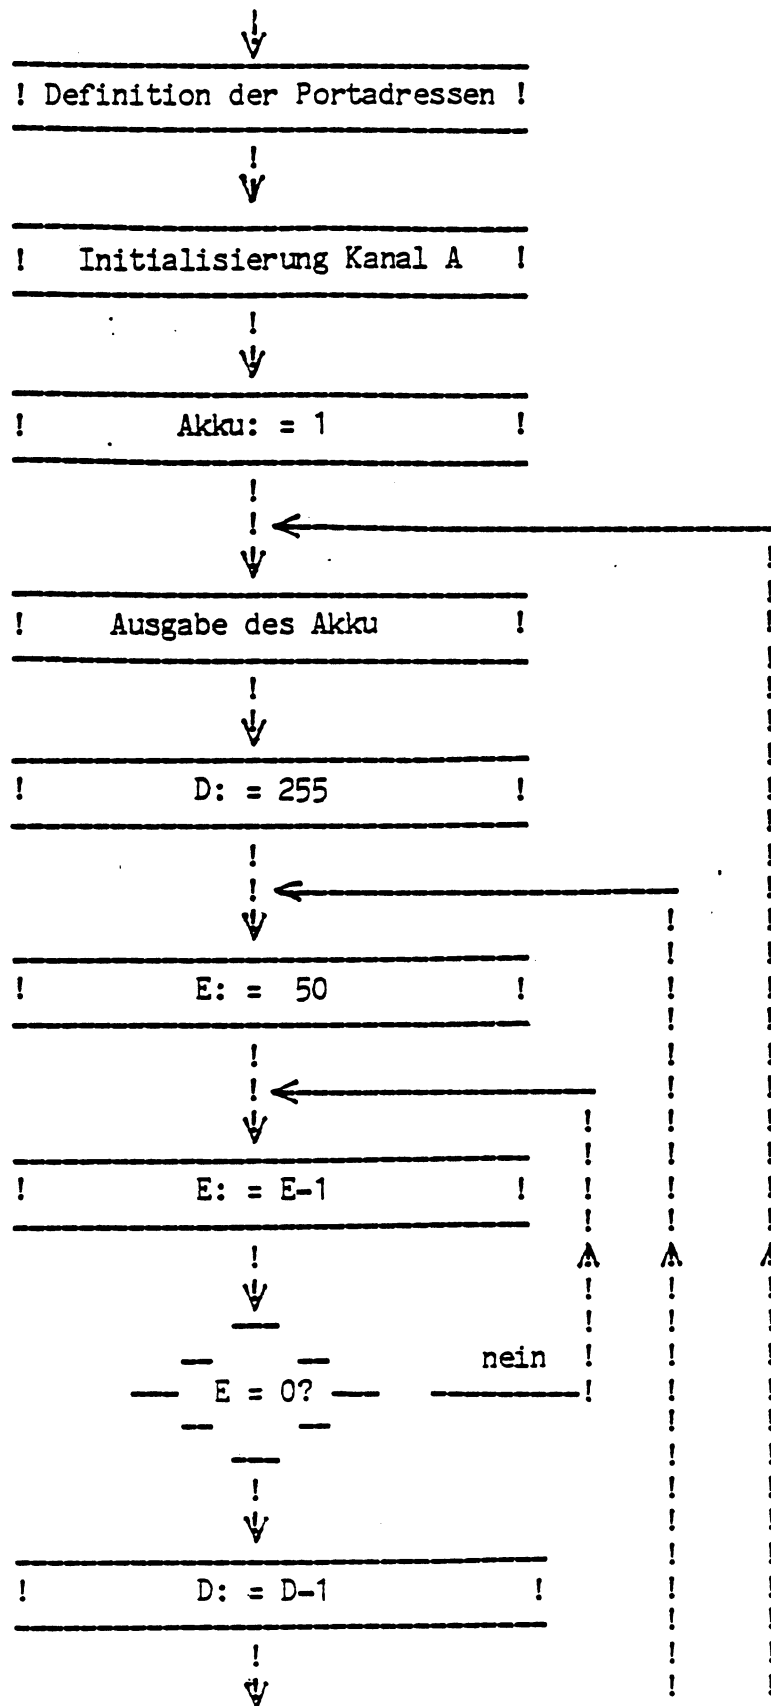 ! Definition der Portadressen !
! Initialisierung Kanal A !
! Akku: = 1 !
! Ausgabe des Akku !
! D: = 255 !
! E: = 50 !
! E: = E-1 !
nein
E = 0?
! D: = D-1 !